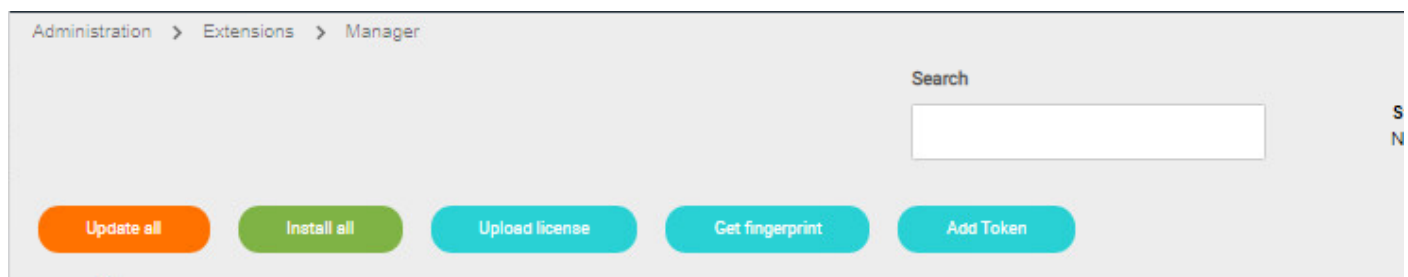 Administration > Extensions > Manager
Search
S
N
Update all
Install all
Upload license
Get fingerprint
Add Token